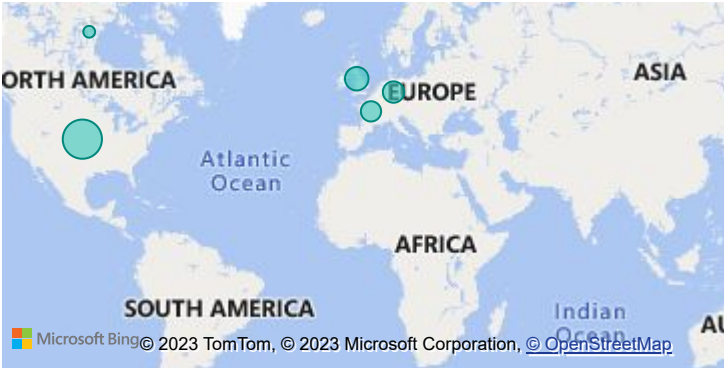 ORTH AMERICA
EUROPE
ASIA
Atlantic
Ocean
AFRICA
SOUTH AMERICA
Indian
Ocean
AU
Microsoft Bing
© 2023 TomTom, © 2023 Microsoft Corporation, © OpenStreetMap